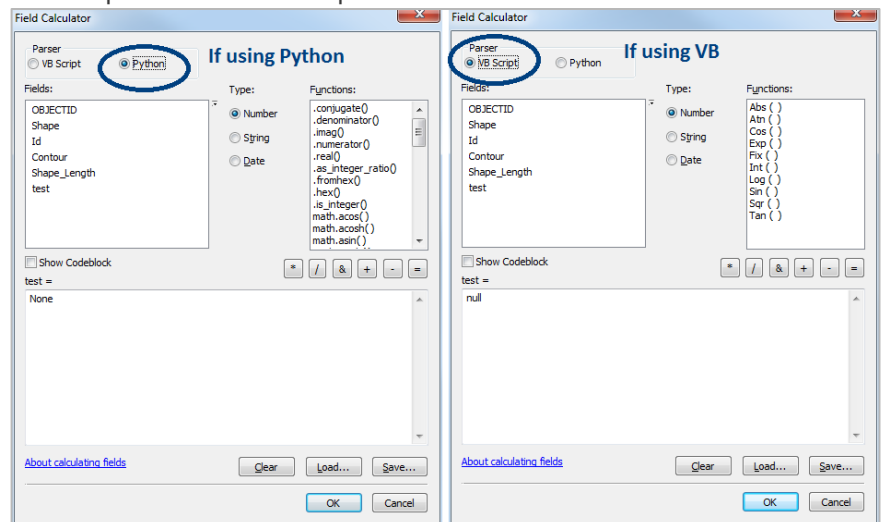 Field Calculator
Parser
VB Script
Python
If using Python
Fields:
OBJECTID
Shape
Id
Contour
Shape_Length
test
Type:
Number
String
Date
Functions:
.conjugate()
.denominator()
.imag()
.numerator()
.real()
.as_integer_ratio()
.fromhex()
.hex()
.is_integer()
math.acos( )
math.acosh( )
math.asin( )
Show Codeblock
* / & + - =
test =
None
About calculating fields
Clear
Load...
Save...
OK
Cancel
Field Calculator
Parser
VB Script
Python
If using VB
Fields:
OBJECTID
Shape
Id
Contour
Shape_Length
test
Type:
Number
String
Date
Functions:
Abs ( )
Atn ( )
Cos ( )
Exp ( )
Fix ( )
Int ( )
Log ( )
Sin ( )
Sqr ( )
Tan ( )
Show Codeblock
* / & + - =
test =
null
About calculating fields
Clear
Load...
Save...
OK
Cancel